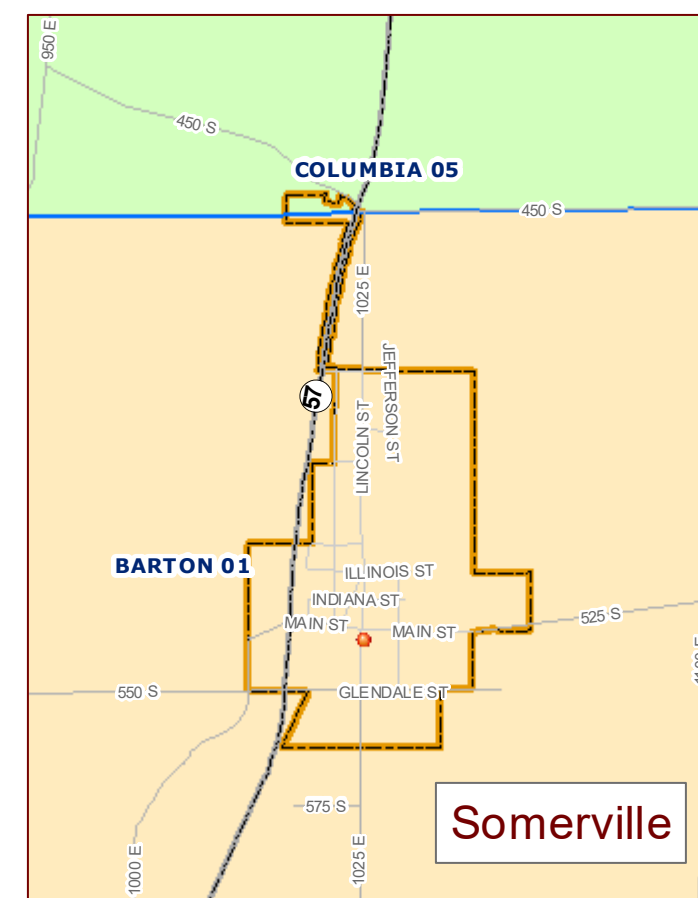 950 E
450 S
COLUMBIA 05
450 S
1025 E
JEFFERSON ST
57
LINCOLN ST
BARTON 01
ILLINOIS ST
INDIANA ST
MAIN ST
MAIN ST
525 S
550 S
GLENDALE ST
575 S
Somerville
1000 E
1025 E